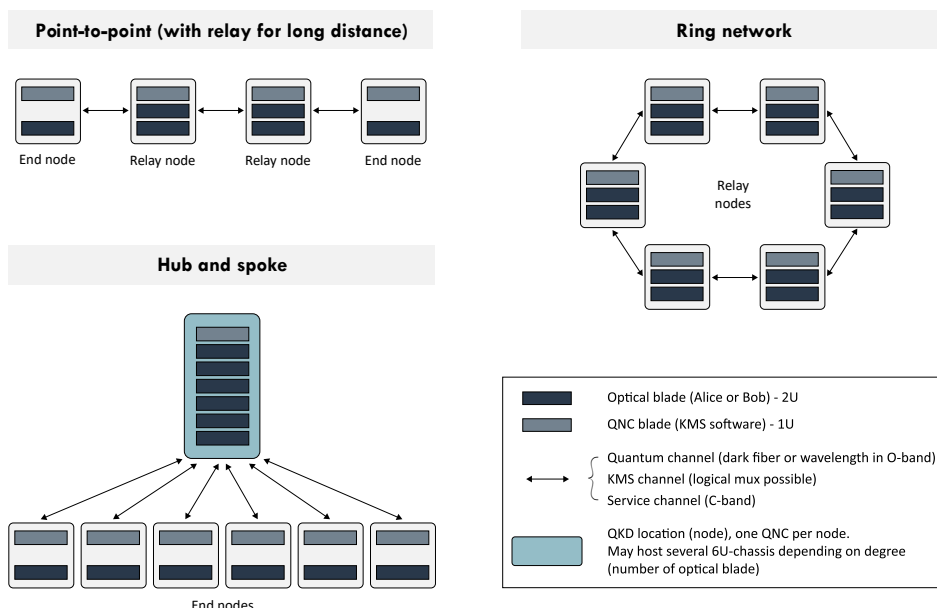 Point-to-point (with relay for long distance)
End node
Relay node
Relay node
End node
Ring network
Relay
nodes
Hub and spoke
End nodes
Optical blade (Alice or Bob) - 2U
QNC blade (KMS software) - 1U
Quantum channel (dark fiber or wavelength in O-band)
KMS channel (logical mux possible)
Service channel (C-band)
QKD location (node), one QNC per node.
May host several 6U-chassis depending on degree
(number of optical blade)